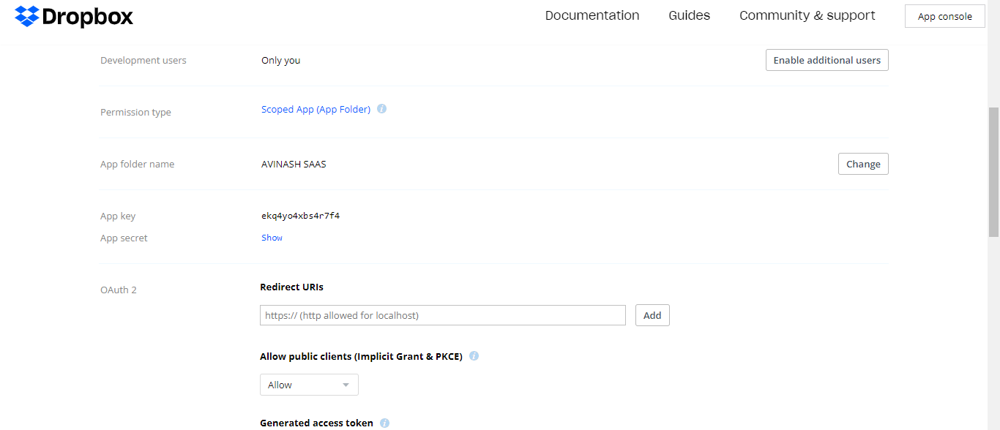 Dropbox
Documentation Guides Community & support App console
Development users Only you Enable additional users
Permission type Scoped App (App Folder) i
App folder name AVINASH SAAS Change
App key ekq4yo4xbs4r7f4
App secret Show
OAuth 2 Redirect URIs
https:// (http allowed for localhost) Add
Allow public clients (Implicit Grant & PKCE) i
Allow
Generated access token i